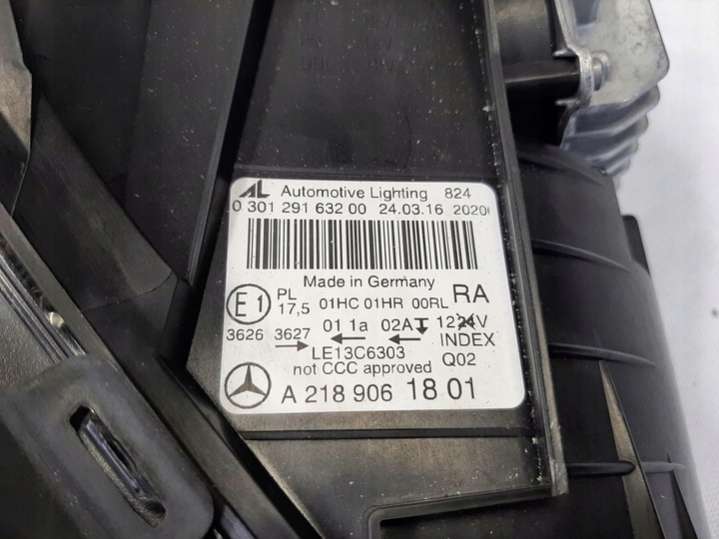 AL Automotive Lighting 824
0 301 291 632 00 24.03.16 2020
Made in Germany
E1 PL 17,5 01HC 01HR 00RL RA
3626 3627 01 1a 02A 1224V
LE13C6303 INDEX
not CCC approved Q02
A 218 906 18 01